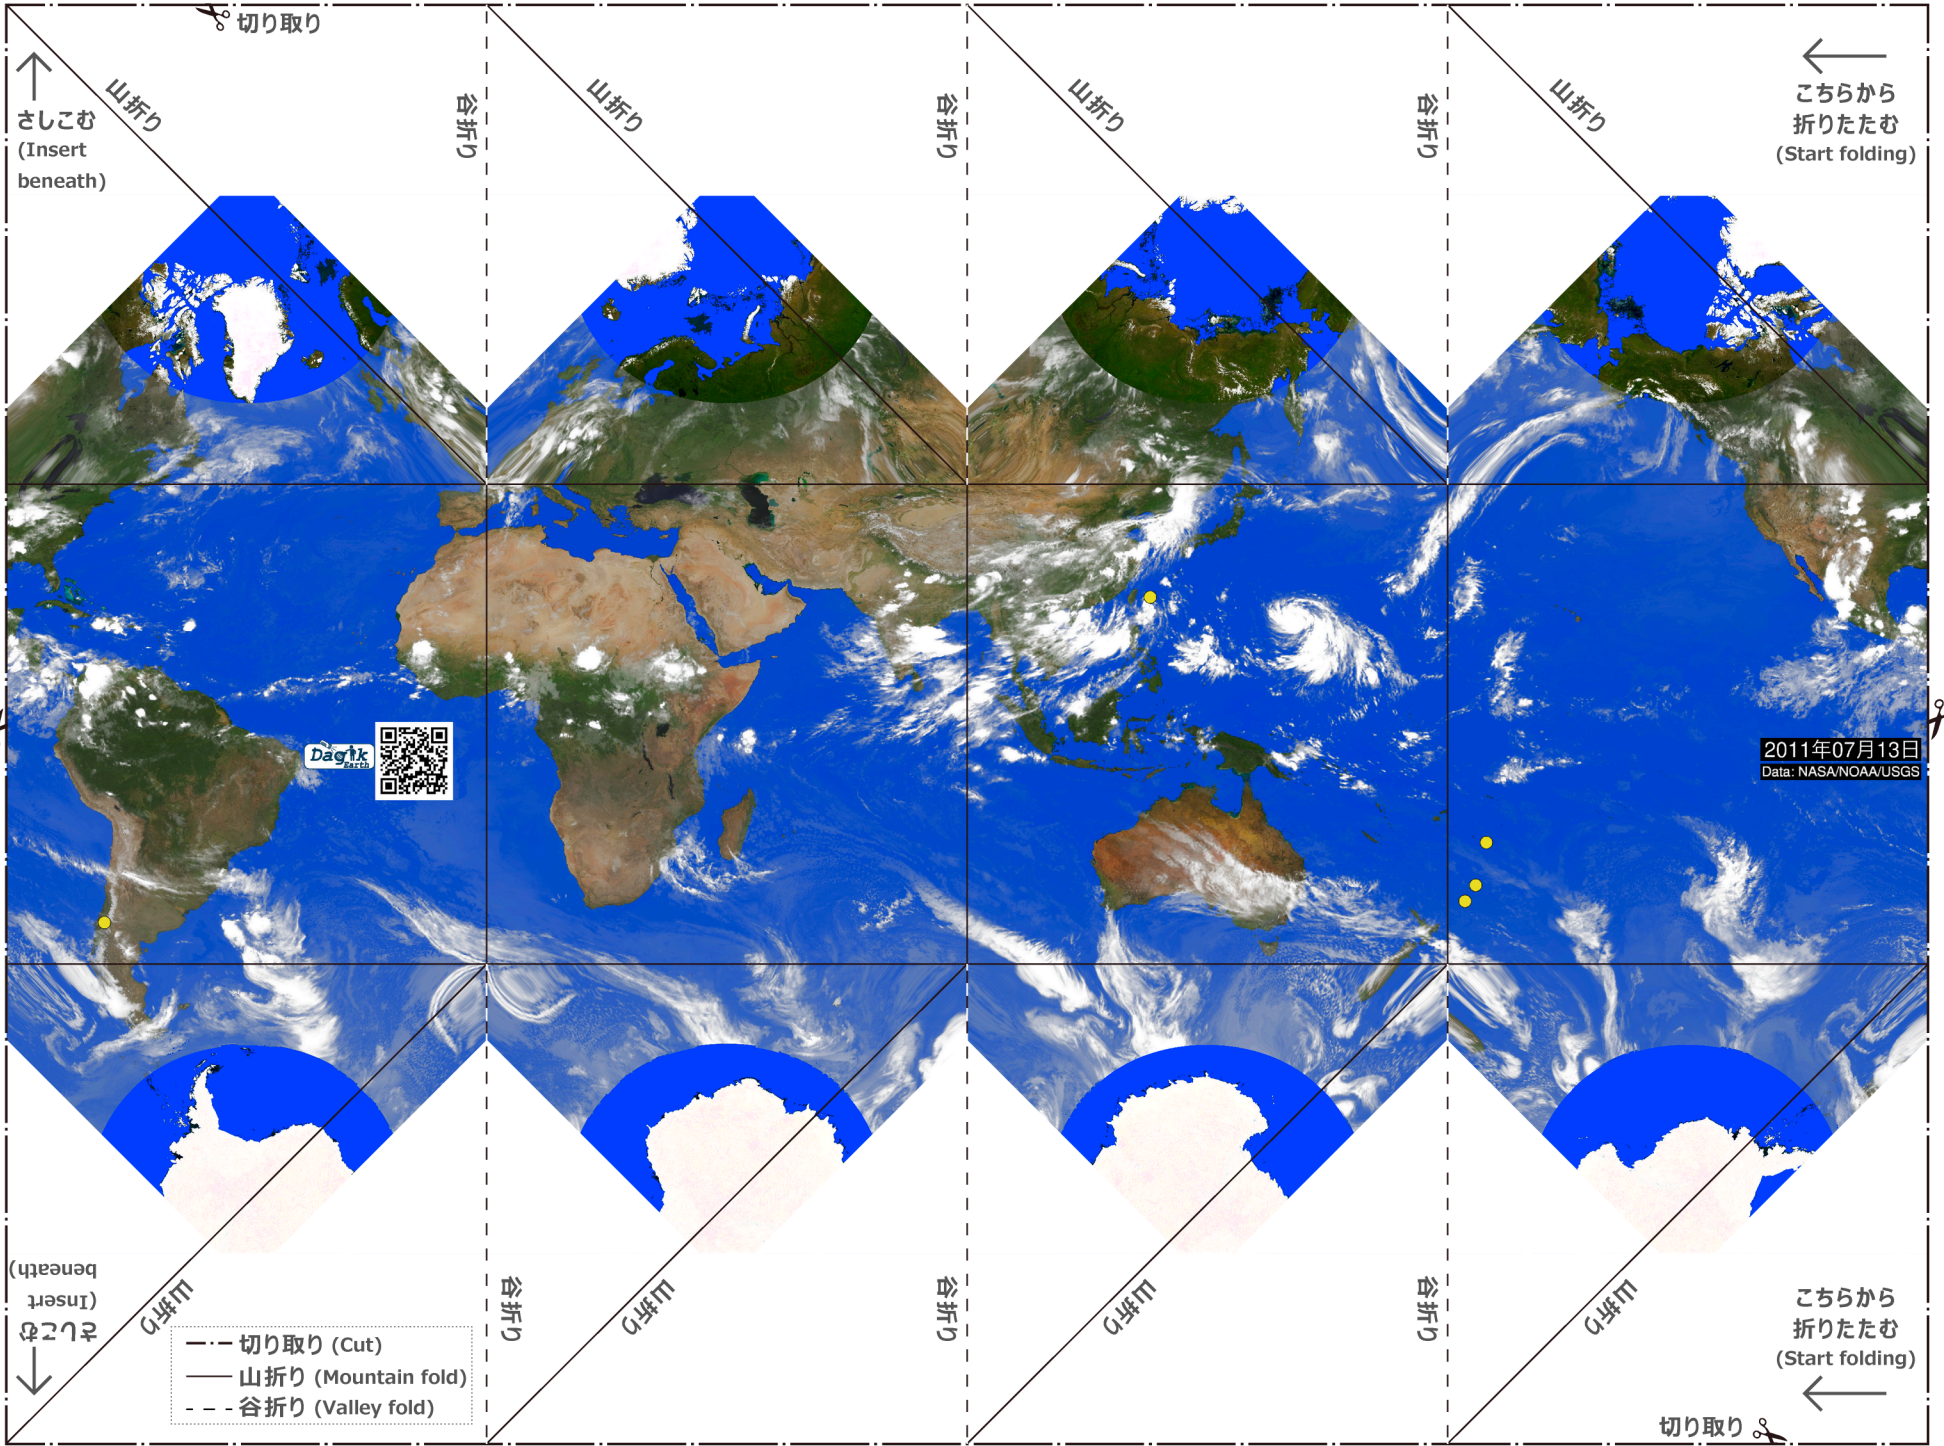 切り取り
山折り
谷折り
山折り
谷折り
山折り
谷折り
山折り
さしこむ
(Insert
beneath)
こちらから
折りたたむ
(Start folding)
Dagik
Earth
2011年07月13日
Data: NASA/NOAA/USGS
さしこむ
(Insert
beneath)
山折り
谷折り
山折り
谷折り
山折り
谷折り
山折り
こちらから
折りたたむ
(Start folding)
切り取り (Cut)
山折り (Mountain fold)
谷折り (Valley fold)
切り取り